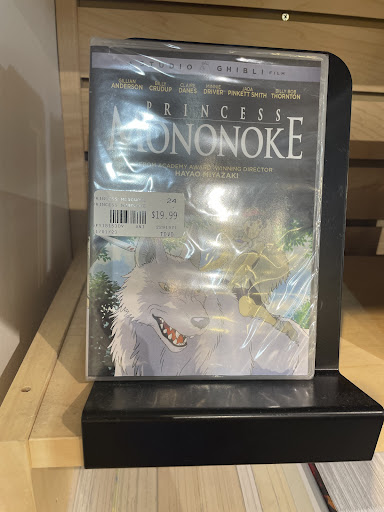 STUDIO GHIBLI FILM
GILLIAN ANDERSON BILLY CRUDUP CLAIRE DANES MINNIE DRIVER JADA PINKETT SMITH BILLY BOB THORNTON
PRINCESS
MONONOKE
FROM ACADEMY AWARD® WINNING DIRECTOR
HAYAO MIYAZAKI
24
$19.99